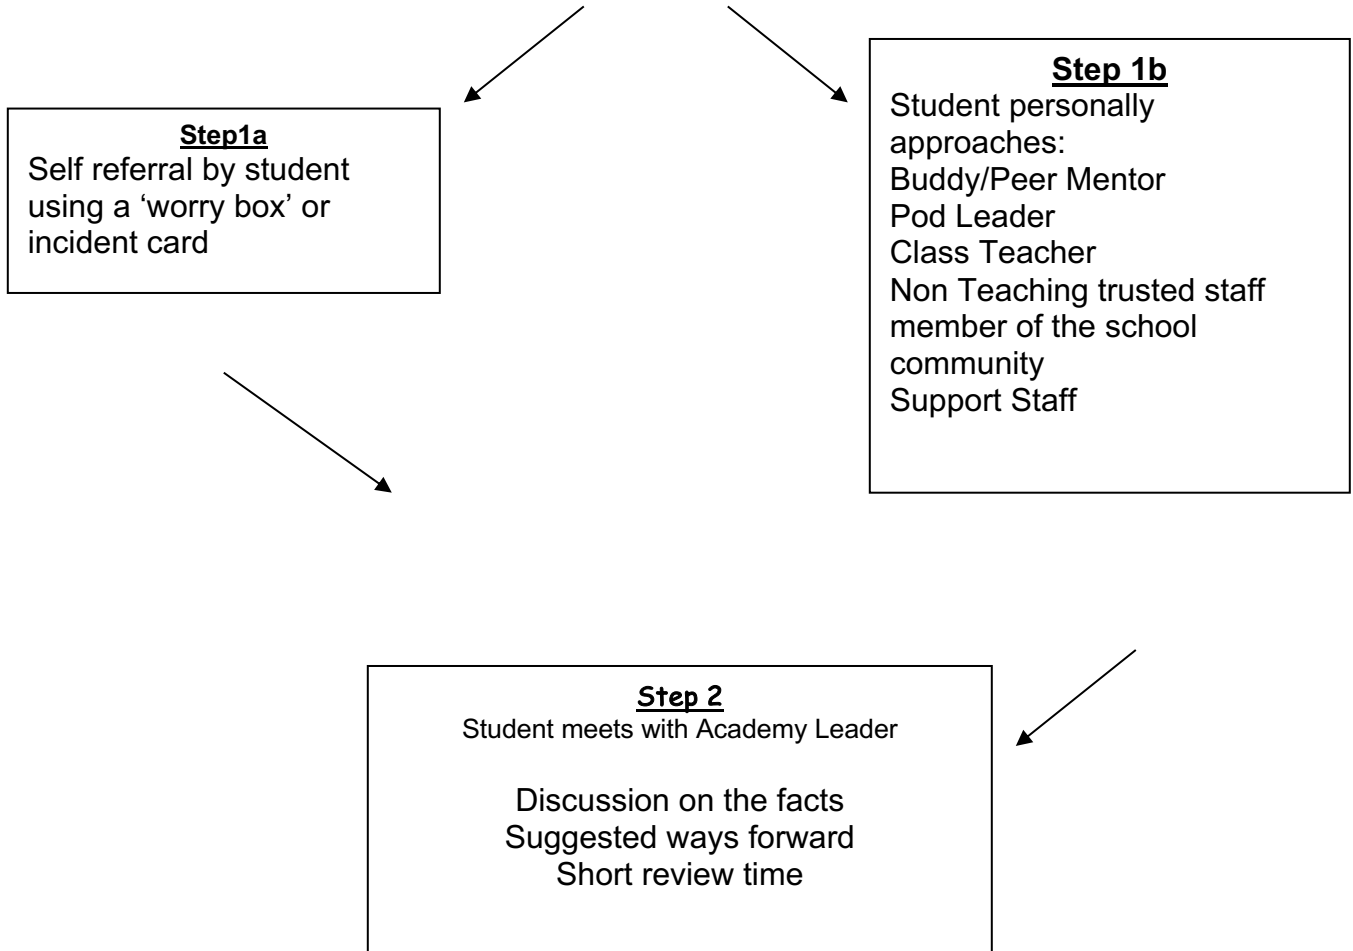 Step1a
Self referral by student
using a ‘worry box’ or
incident card
Step 1b
Student personally
approaches:
Buddy/Peer Mentor
Pod Leader
Class Teacher
Non Teaching trusted staff
member of the school
community
Support Staff
Step 2
Student meets with Academy Leader
Discussion on the facts
Suggested ways forward
Short review time